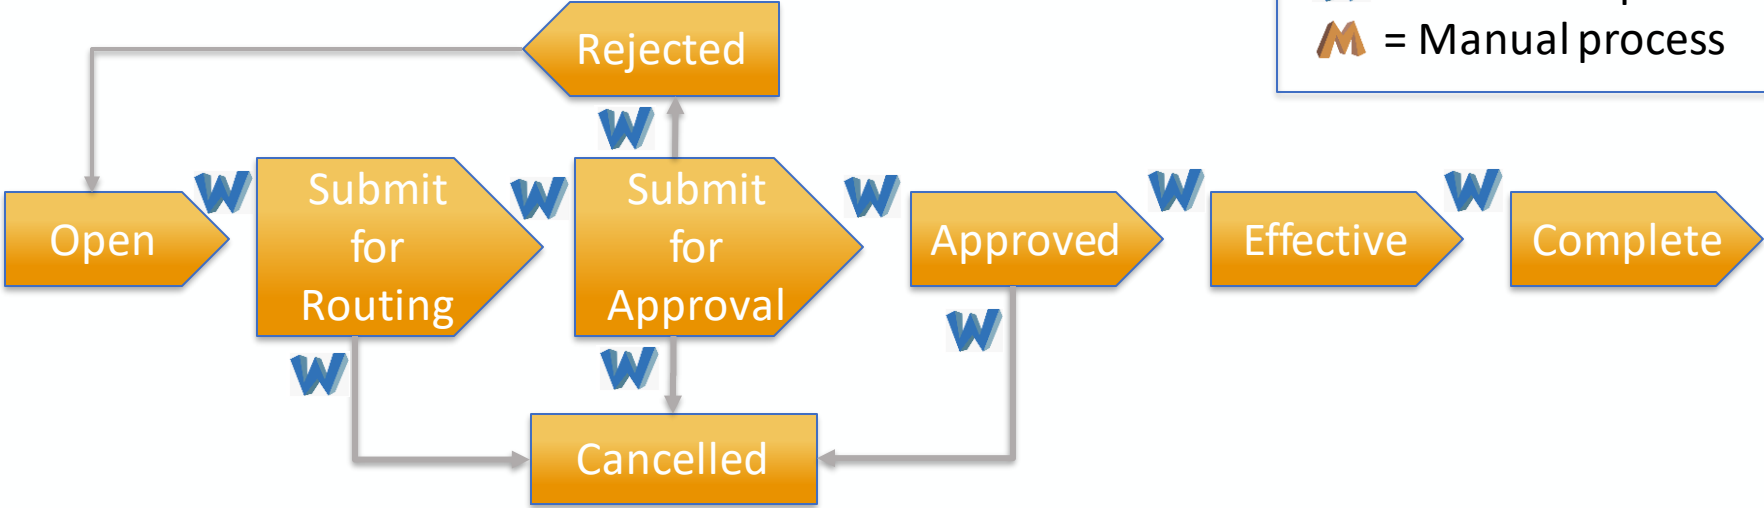 Rejected
M = Manual process
W
W
W
W
W
W
Submit
for
Routing
Submit
for
Approval
Open
Approved
Effective
Complete
W
W
W
Cancelled